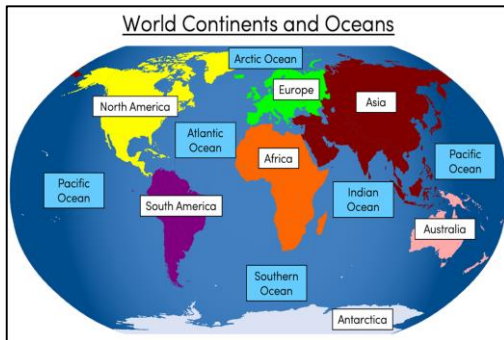 World Continents and Oceans
Arctic Ocean
Europe
Asia
North America
Atlantic
Ocean
Africa
Pacific
Ocean
Pacific
Ocean
South America
Indian
Ocean
Australia
Southern
Ocean
Antarctica